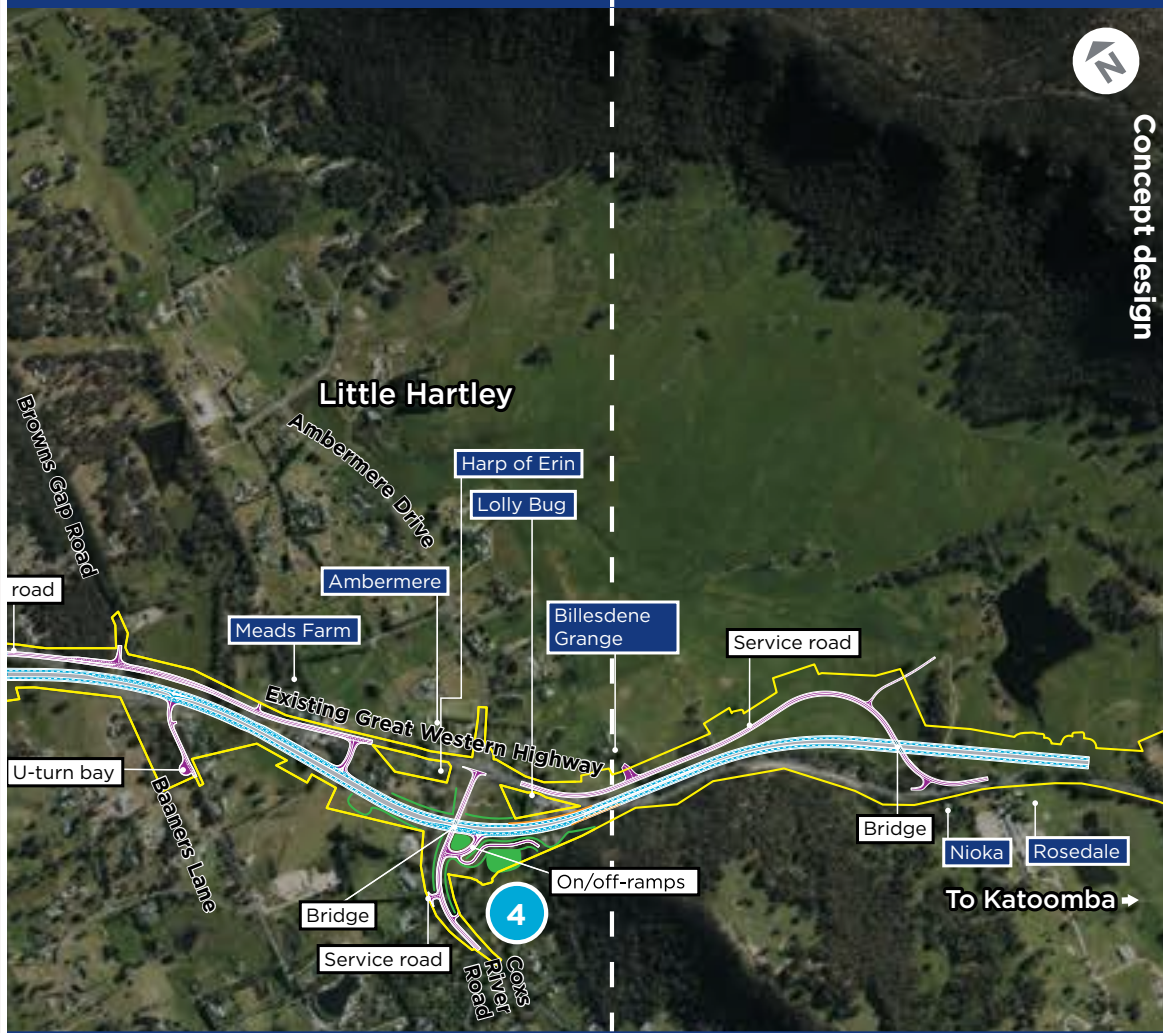 N
Concept design
Little Hartley
Browns Gap Road
Ambermere Drive
Harp of Erin
Lolly Bug
Ambermere
road
Meads Farm
Billesdene
Grange
Service road
Existing Great Western Highway
U-turn bay
Baaners Lane
Bridge
Nioka
Rosedale
On/off-ramps
To Katoomba
Bridge
4
Service road
Coxs
River
Road